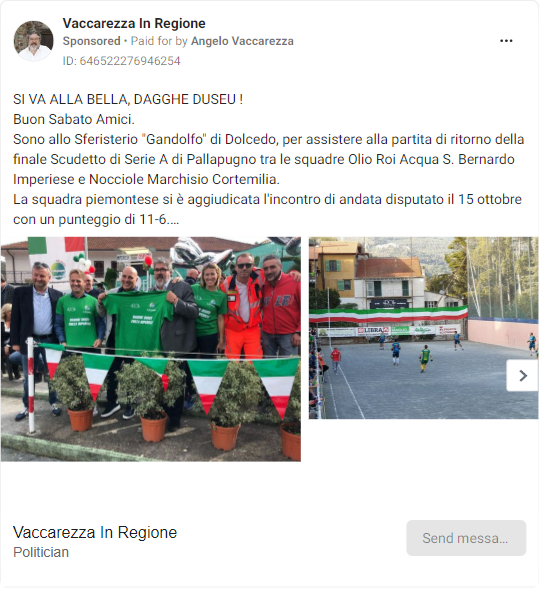 Vaccarezza In Regione
Sponsored • Paid for by Angelo Vaccarezza
ID: 646522276946254
SI VA ALLA BELLA, DAGGHE DUSEU !
Buon Sabato Amici.
Sono allo Sferisterio "Gandolfo" di Dolcedo, per assistere alla partita di ritorno della
finale Scudetto di Serie A di Pallapugno tra le squadre Olio Roi Acqua S. Bernardo
Imperiese e Nocciole Marchisio Cortemilia.
La squadra piemontese si è aggiudicata l'incontro di andata disputato il 15 ottobre
con un punteggio di 11-6....
LIBRA
Vaccarezza In Regione
Politician
Send messa...